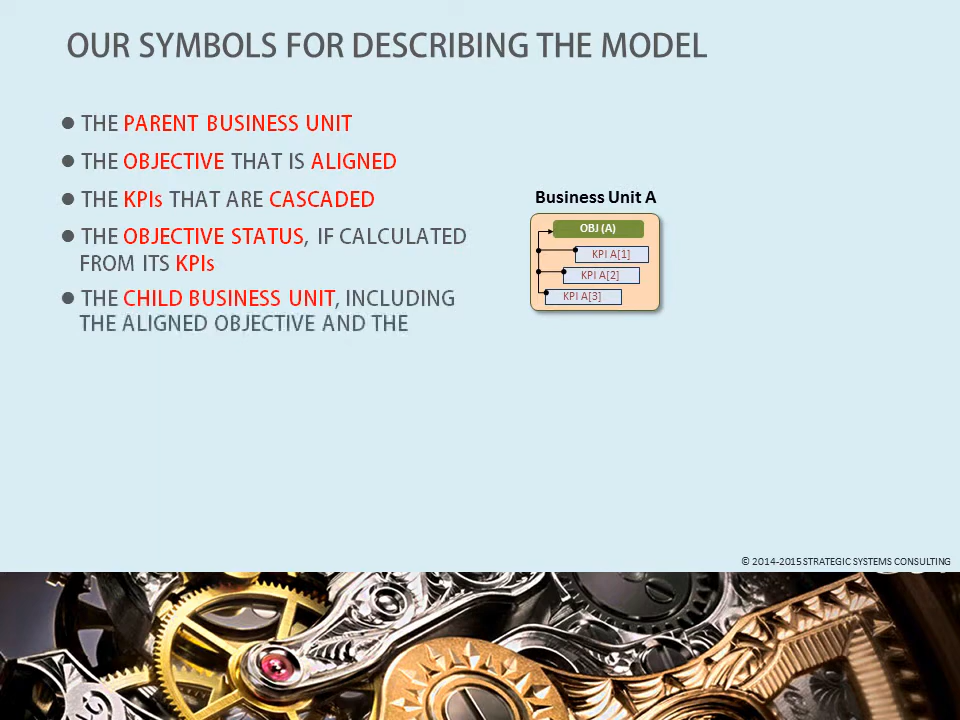 OUR SYMBOLS FOR DESCRIBING THE MODEL
● THE PARENT BUSINESS UNIT
● THE OBJECTIVE THAT IS ALIGNED
● THE KPIs THAT ARE CASCADED
● THE OBJECTIVE STATUS, IF CALCULATED
FROM ITS KPIs
● THE CHILD BUSINESS UNIT, INCLUDING
THE ALIGNED OBJECTIVE AND THE
Business Unit A
OBJ (A)
KPI A[1]
KPI A[2]
KPI A[3]
© 2014-2015 STRATEGIC SYSTEMS CONSULTING